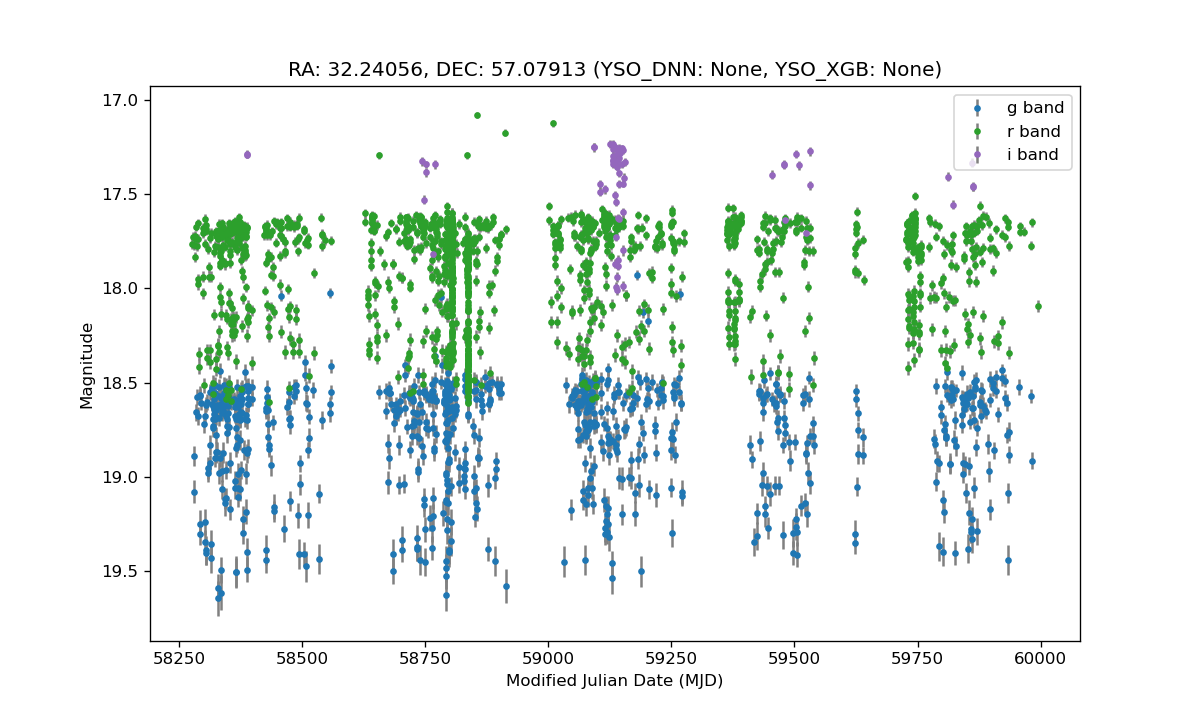 RA: 32.24056, DEC: 57.07913 (YSO_DNN: None, YSO_XGB: None)
g band
r band
i band
17.0
17.5
18.0
18.5
19.0
19.5
Magnitude
58250 58500 58750 59000 59250 59500 59750 60000
Modified Julian Date (MJD)